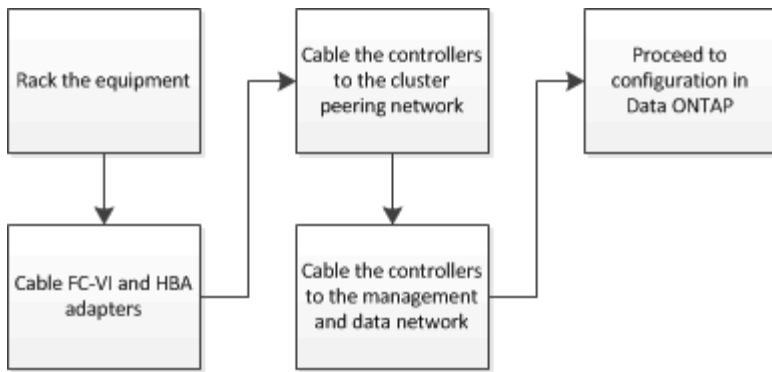 Rack the equipment
Cable FC-VI and HBA
adapters
Cable the controllers
to the cluster
peering network
Cable the controllers
to the management
and data network
Proceed to
configuration in
Data ONTAP